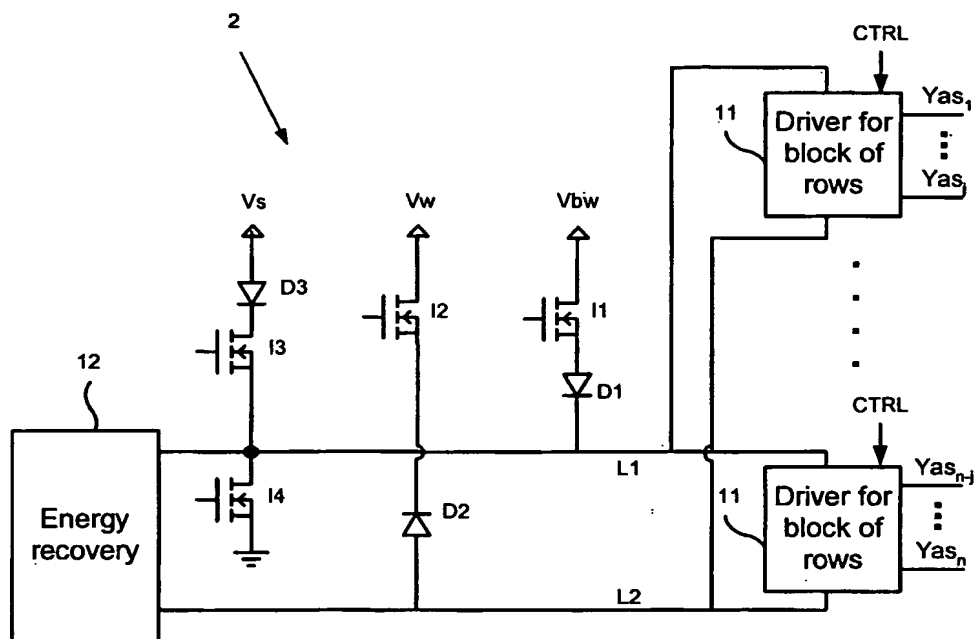 2
CTRL
11
Driver for
block of
rows
Yas1
Yasj
Vs
Vw
Vbw
D3
I2
I1
I3
D1
12
CTRL
L1
I4
D2
11
Driver for
block of
rows
Yasn-j
Yasn
Energy
recovery
L2